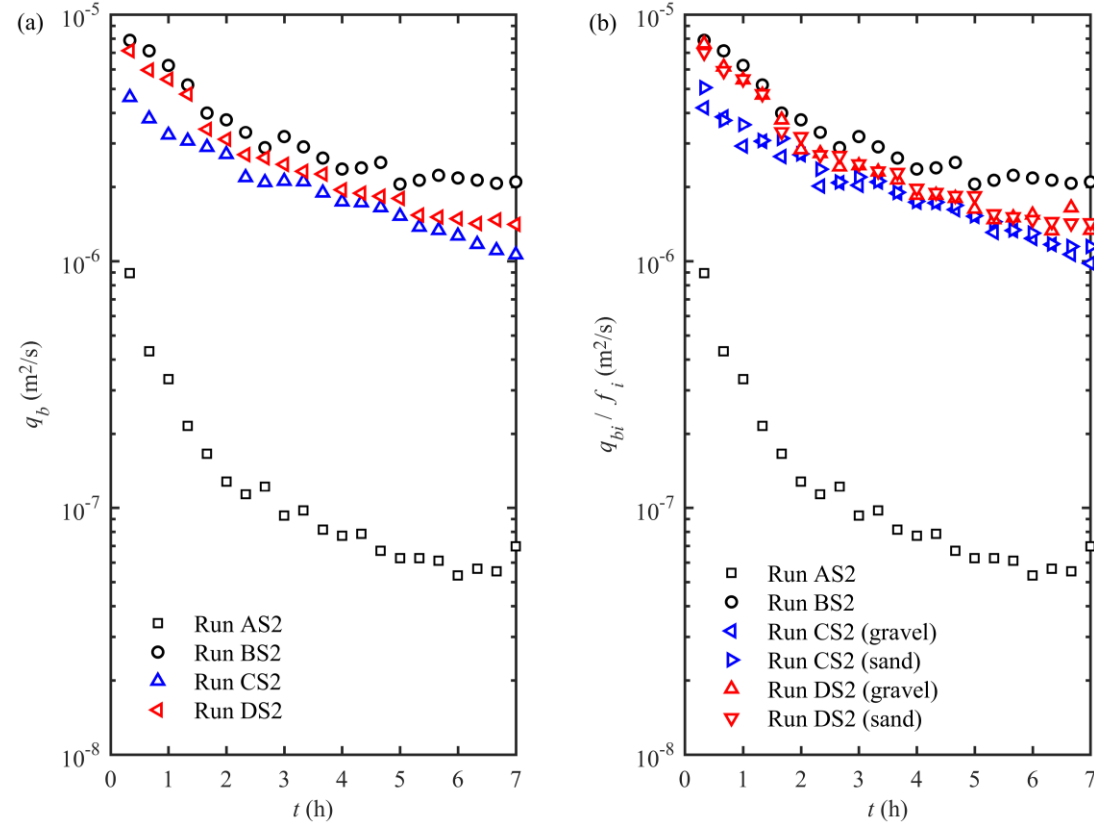 (a)
10⁻⁵
10⁻⁶
10⁻⁷
10⁻⁸
q_b (m²/s)
Run AS2
Run BS2
Run CS2
Run DS2
0 1 2 3 4 5 6 7
t (h)
(b)
10⁻⁵
10⁻⁶
10⁻⁷
10⁻⁸
q_bi / f_i (m²/s)
Run AS2
Run BS2
Run CS2 (gravel)
Run CS2 (sand)
Run DS2 (gravel)
Run DS2 (sand)
0 1 2 3 4 5 6 7
t (h)